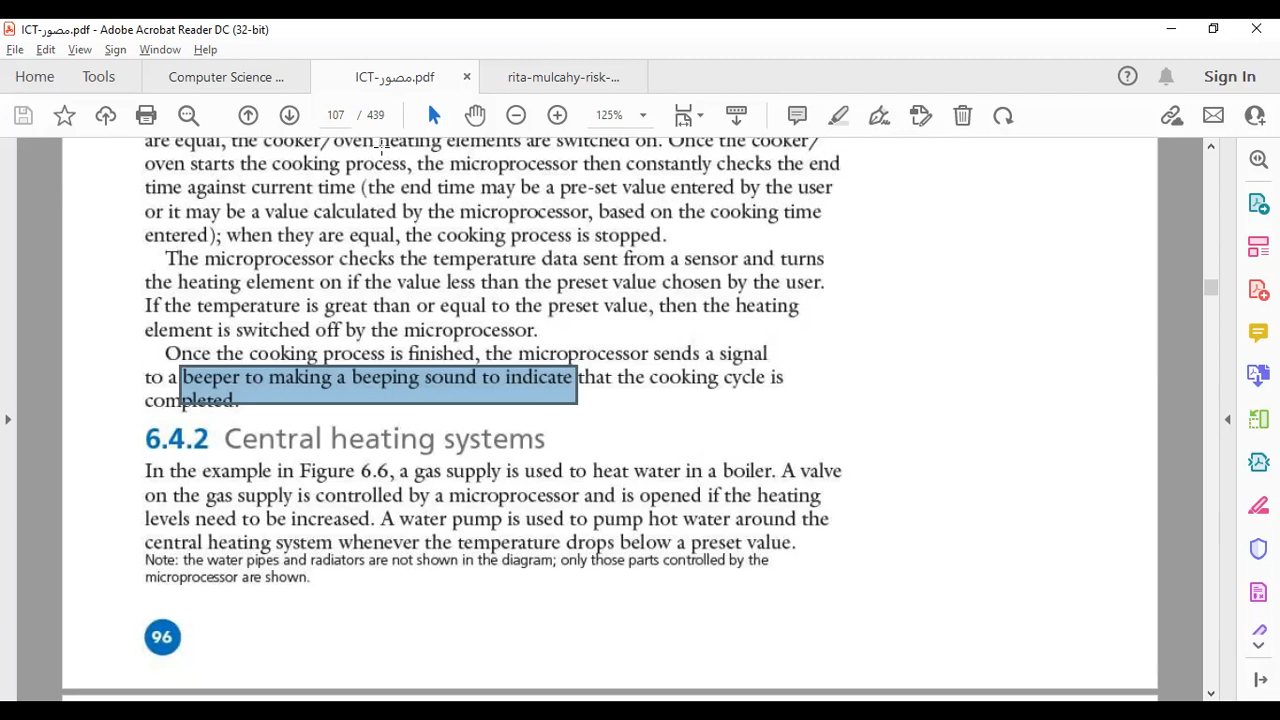 ICT-مصور.pdf - Adobe Acrobat Reader DC (32-bit)
File Edit View Sign Window Help
Home Tools Computer Science ... ICT-مصور.pdf × rita-mulcahy-risk-... Sign In
107 / 439 125%
are equal, the cooker/oven heating elements are switched on. Once the cooker/
oven starts the cooking process, the microprocessor then constantly checks the end
time against current time (the end time may be a pre-set value entered by the user
or it may be a value calculated by the microprocessor, based on the cooking time
entered); when they are equal, the cooking process is stopped.
The microprocessor checks the temperature data sent from a sensor and turns
the heating element on if the value less than the preset value chosen by the user.
If the temperature is great than or equal to the preset value, then the heating
element is switched off by the microprocessor.
Once the cooking process is finished, the microprocessor sends a signal
to a beeper to making a beeping sound to indicate that the cooking cycle is
completed.
6.4.2 Central heating systems
In the example in Figure 6.6, a gas supply is used to heat water in a boiler. A valve
on the gas supply is controlled by a microprocessor and is opened if the heating
levels need to be increased. A water pump is used to pump hot water around the
central heating system whenever the temperature drops below a preset value.
Note: the water pipes and radiators are not shown in the diagram; only those parts controlled by the
microprocessor are shown.
96